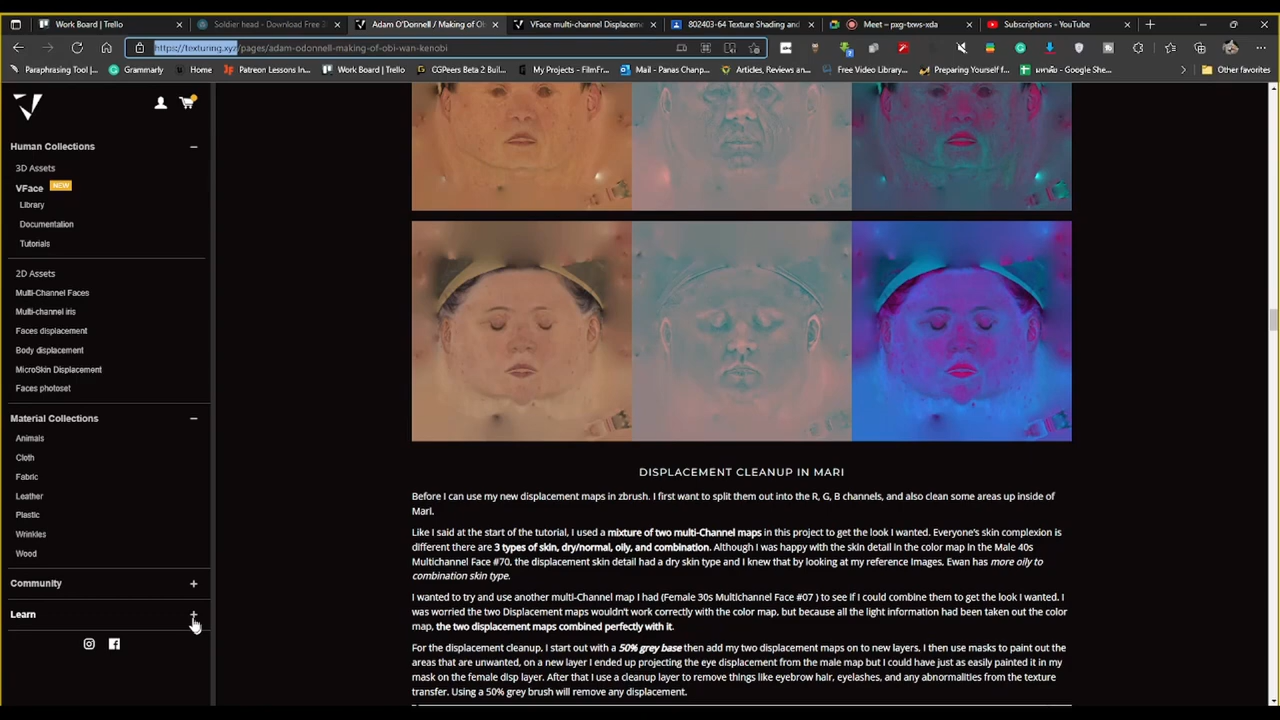 Work Board | Trello
Soldier head - Download Free 3
Adam O'Donnell / Making of Ob
VFace multi-channel Displaceme
802403-64 Texture Shading and
Meet – pxg-txws-xda
Subscriptions - YouTube
https://texturing.xyz/pages/adam-odonnell-making-of-obi-wan-kenobi
Paraphrasing Tool |...
Grammarly
Home
Patreon Lessons In...
Work Board | Trello
CGPeers Beta 2 Buil...
My Projects - FilmFr...
Mail - Panas Chanp...
Articles, Reviews an...
Free Video Library...
Preparing Yourself f...
มหาลัย - Google She...
Other favorites
Human Collections
3D Assets
VFace NEW
Library
Documentation
Tutorials
2D Assets
Multi-Channel Faces
Multi-channel iris
Faces displacement
Body displacement
MicroSkin Displacement
Faces photoset
Material Collections
Animals
Cloth
Fabric
Leather
Plastic
Wrinkles
Wood
Community
Learn
DISPLACEMENT CLEANUP IN MARI
Before I can use my new displacement maps in zbrush. I first want to split them out into the R, G, B channels, and also clean some areas up inside of
Mari.
Like I said at the start of the tutorial, I used a mixture of two multi-Channel maps in this project to get the look I wanted. Everyone's skin complexion is
different there are 3 types of skin, dry/normal, oily, and combination. Although I was happy with the skin detail in the color map in the Male 40s
Multichannel Face #70, the displacement skin detail had a dry skin type and I knew that by looking at my reference Images, Ewan has more oily to
combination skin type.
I wanted to try and use another multi-Channel map I had (Female 30s Multichannel Face #07 ) to see if I could combine them to get the look I wanted. I
was worried the two Displacement maps wouldn't work correctly with the color map, but because all the light information had been taken out the color
map, the two displacement maps combined perfectly with it.
For the displacement cleanup, I start out with a 50% grey base then add my two displacement maps on to new layers, I then use masks to paint out the
areas that are unwanted, on a new layer I ended up projecting the eye displacement from the male map but I could have just as easily painted it in my
mask on the female disp layer. After that I use a cleanup layer to remove things like eyebrow hair, eyelashes, and any abnormalities from the texture
transfer. Using a 50% grey brush will remove any displacement.